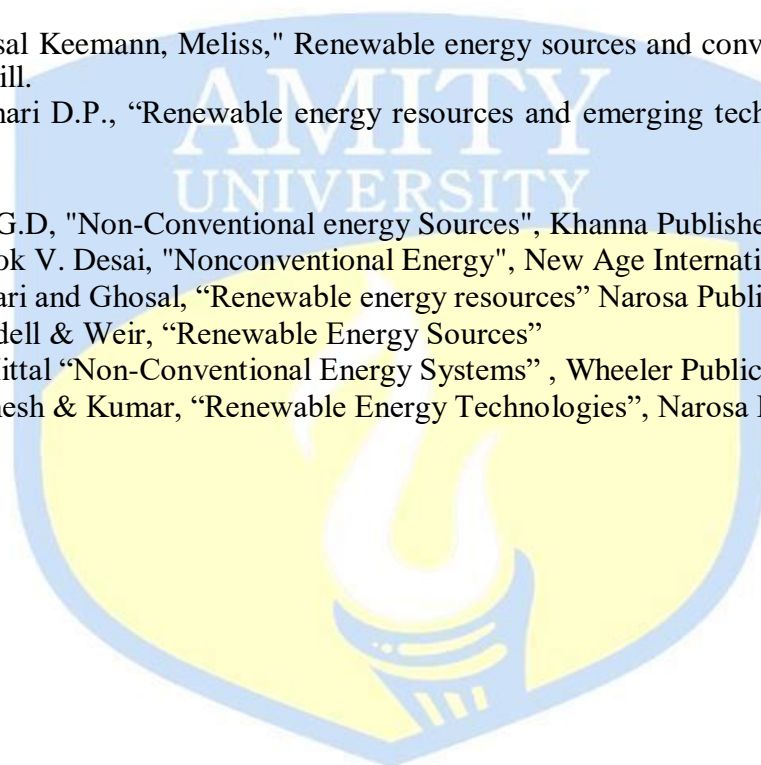 sal Keemann, Meliss," Renewable energy sources and conv
ill.
hari D.P., “Renewable energy resources and emerging tech
AMITY
UNIVERSITY
G.D, "Non-Conventional energy Sources", Khanna Publishe
ok V. Desai, "Nonconventional Energy", New Age Internati
ari and Ghosal, “Renewable energy resources” Narosa Publi
dell & Weir, “Renewable Energy Sources”
Mittal “Non-Conventional Energy Systems” , Wheeler Public
nesh & Kumar, “Renewable Energy Technologies”, Narosa